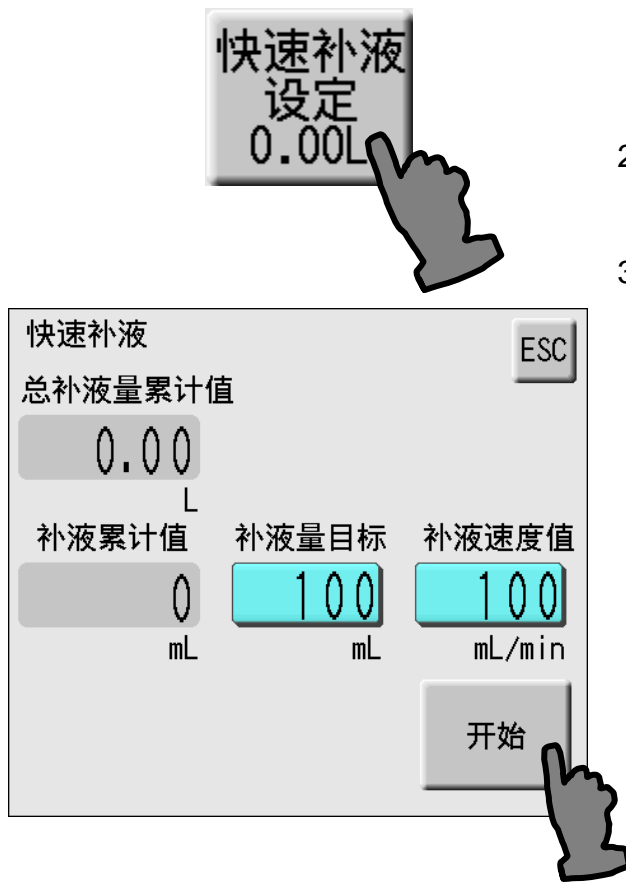 快速补液
设定
0.00L
2
3
快速补液
ESC
总补液量累计值
0.00
L
补液累计值 补液量目标 补液速度值
0 100 100
mL mL mL/min
开始